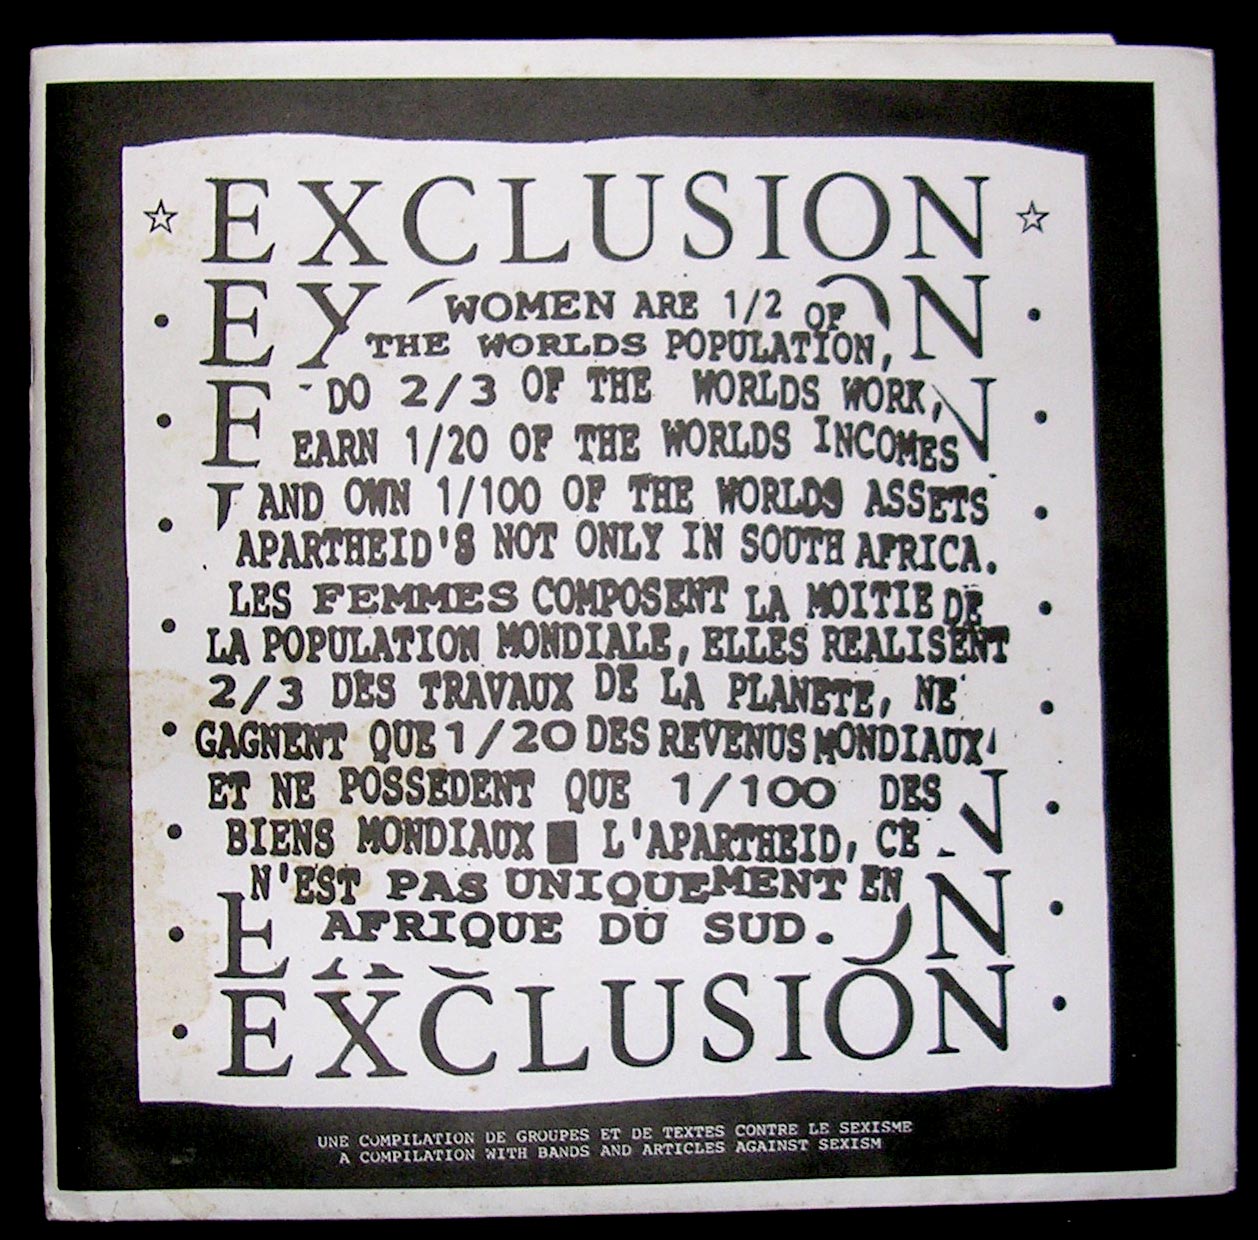 ☆ EXCLUSION ☆
WOMEN ARE 1/2 OF
THE WORLDS POPULATION,
DO 2/3 OF THE WORLDS WORK,
EARN 1/20 OF THE WORLDS INCOMES
AND OWN 1/100 OF THE WORLDS ASSETS
APARTHEID'S NOT ONLY IN SOUTH AFRICA.
LES FEMMES COMPOSENT LA MOITIE DE
LA POPULATION MONDIALE, ELLES REALISENT
2/3 DES TRAVAUX DE LA PLANETE, NE
GAGNENT QUE 1/20 DES REVENUS MONDIAUX
ET NE POSSEDENT QUE 1/100 DES
BIENS MONDIAUX ■ L'APARTHEID, CE
N'EST PAS UNIQUEMENT EN
AFRIQUE DU SUD.
EXCLUSION
UNE COMPILATION DE GROUPES ET DE TEXTES CONTRE LE SEXISME
A COMPILATION WITH BANDS AND ARTICLES AGAINST SEXISM